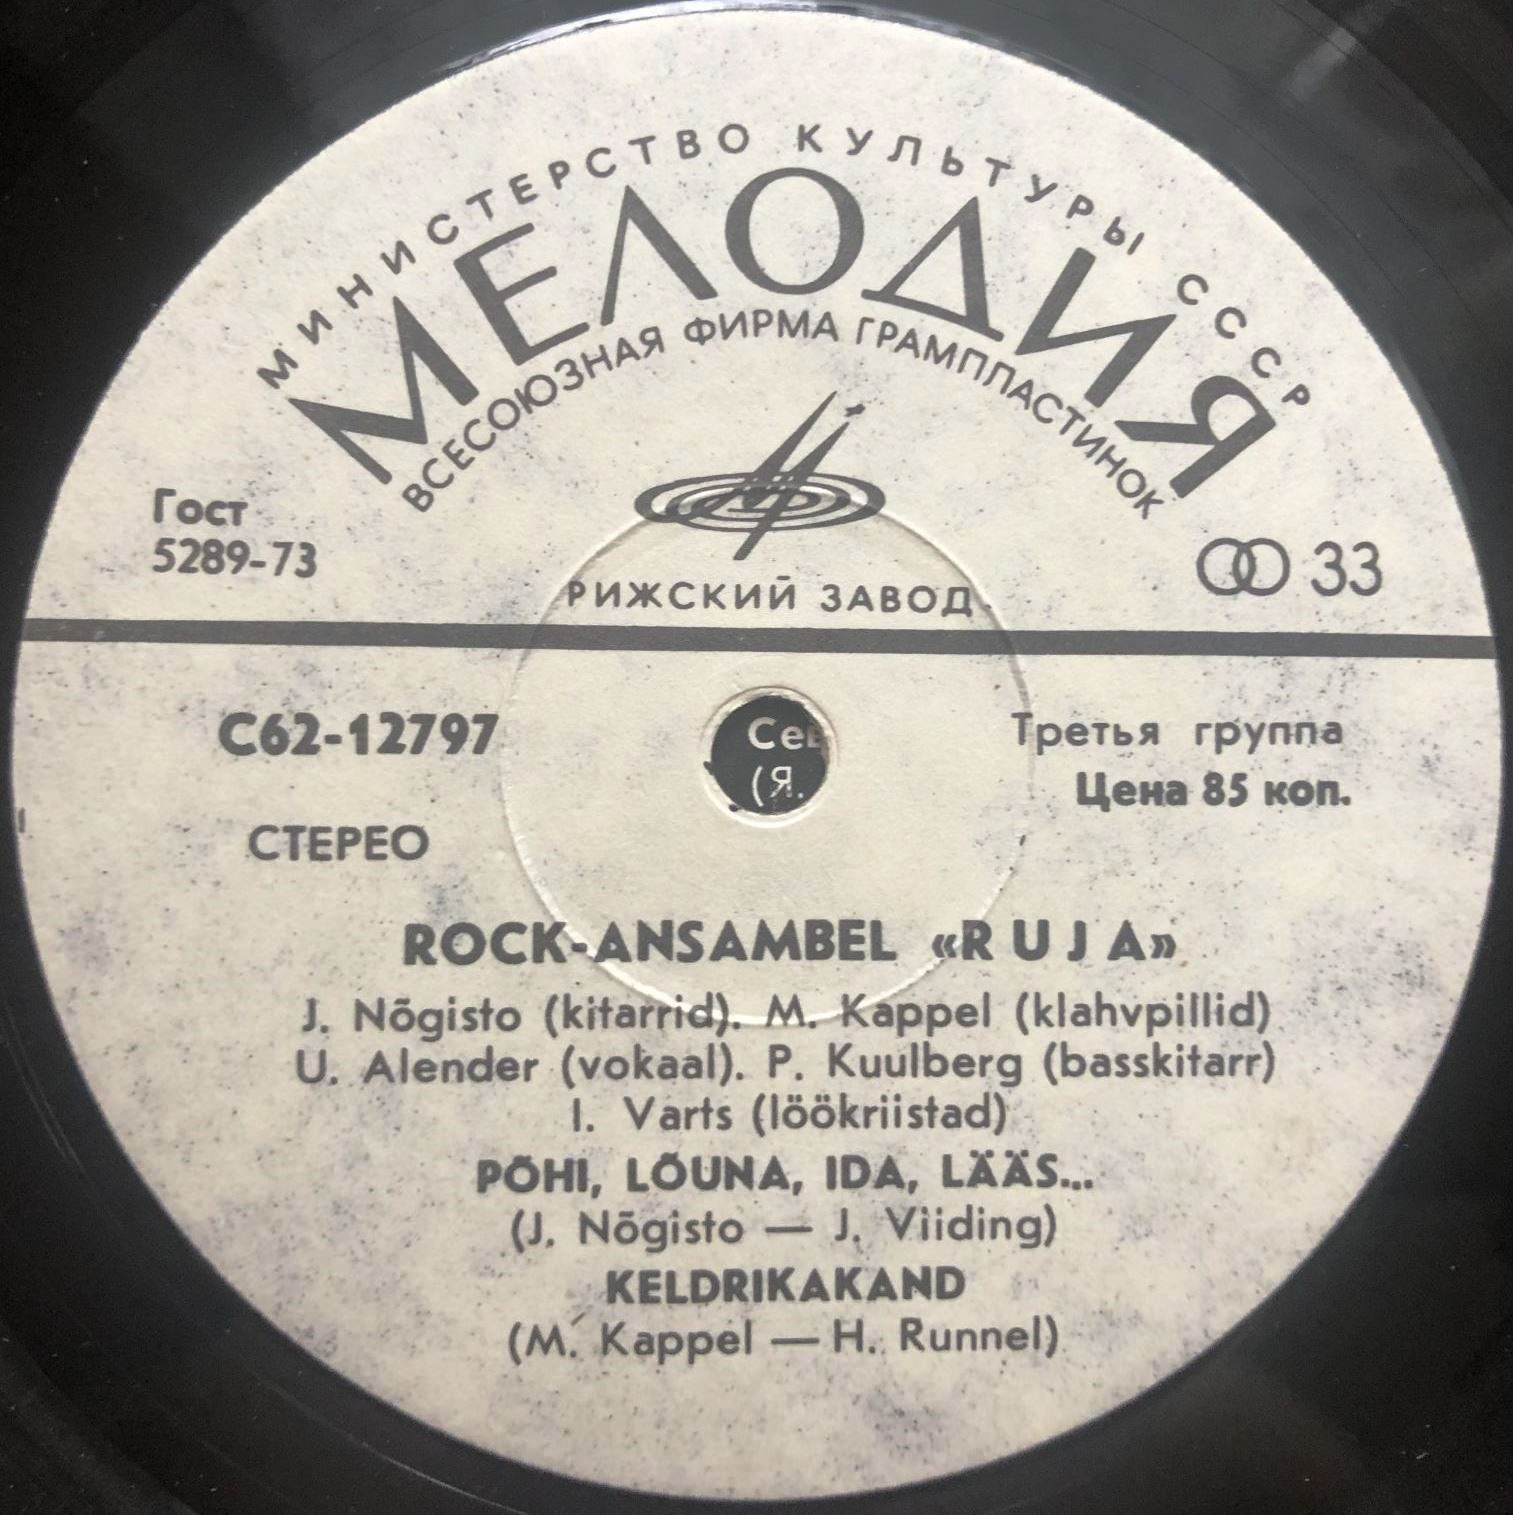 МИНИСТЕРСТВО КУЛЬТУРЫ СССР
МЕЛОДИЯ
ВСЕСОЮЗНАЯ ФИРМА ГРАМПЛАСТИНОК
Гост
5289-73
33
РИЖСКИЙ ЗАВОД
С62-12797
Третья группа
Цена 85 коп.
(Я.
СТЕРЕО
ROCK-ANSAMBEL «RUJA»
J. Nõgisto (kitarrid). M. Kappel (klahvpillid)
U. Alender (vokaal). P. Kuulberg (basskitarr)
I. Varts (löökriistad)
PÕHI, LÕUNA, IDA, LÄÄS...
(J. Nõgisto — J. Viiding)
KELDRIKAKAND
(M. Kappel — H. Runnel)